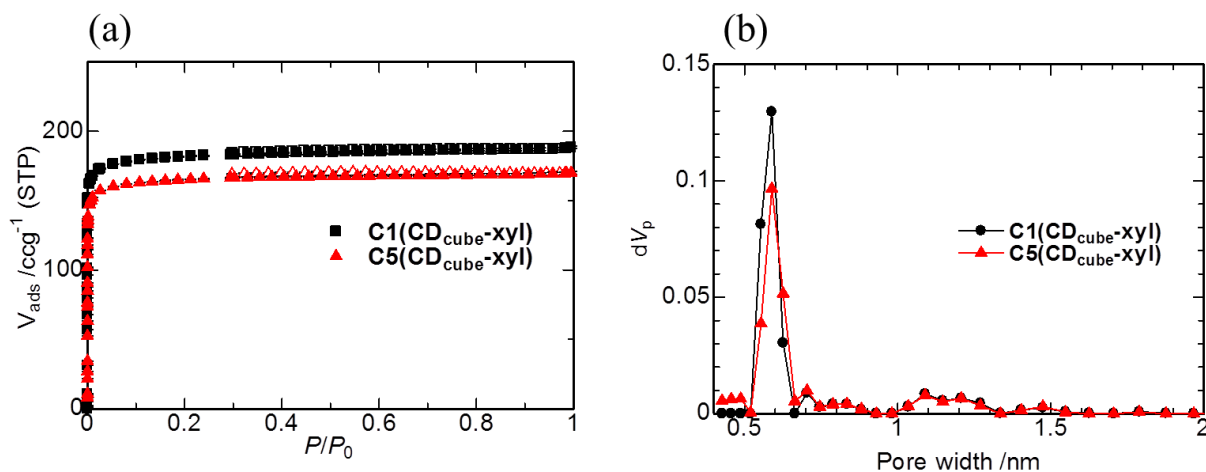 (a)
V_ads /ccg^-1 (STP)
200
100
0
C1(CD_cube-xyl)
C5(CD_cube-xyl)
0 0.2 0.4 0.6 0.8 1
P/P_0
(b)
dV_p
0.15
0.1
0.05
0
C1(CD_cube-xyl)
C5(CD_cube-xyl)
0.5 1 1.5 2
Pore width /nm